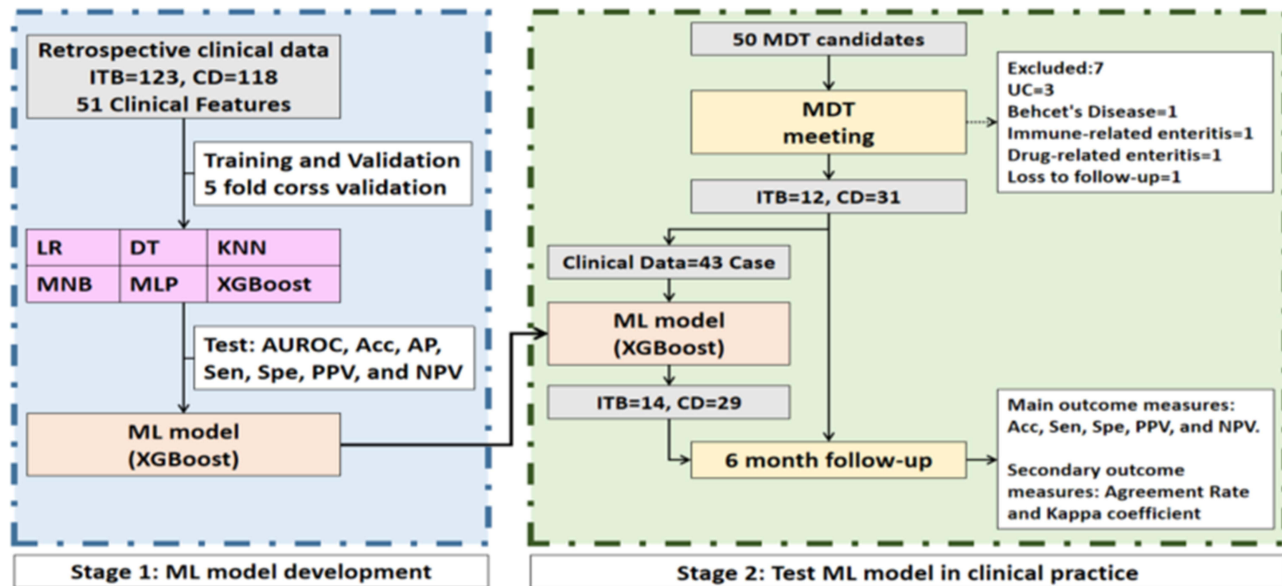 Retrospective clinical data
ITB=123, CD=118
51 Clinical Features
Training and Validation
5 fold corss validation
LR DT KNN
MNB MLP XGBoost
Test: AUROC, Acc, AP,
Sen, Spe, PPV, and NPV
ML model
(XGBoost)
Stage 1: ML model development
50 MDT candidates
MDT
meeting
Excluded:7
UC=3
Behcet's Disease=1
Immune-related enteritis=1
Drug-related enteritis=1
Loss to follow-up=1
ITB=12, CD=31
Clinical Data=43 Case
ML model
(XGBoost)
ITB=14, CD=29
6 month follow-up
Main outcome measures:
Acc, Sen, Spe, PPV, and NPV.
Secondary outcome
measures: Agreement Rate
and Kappa coefficient
Stage 2: Test ML model in clinical practice